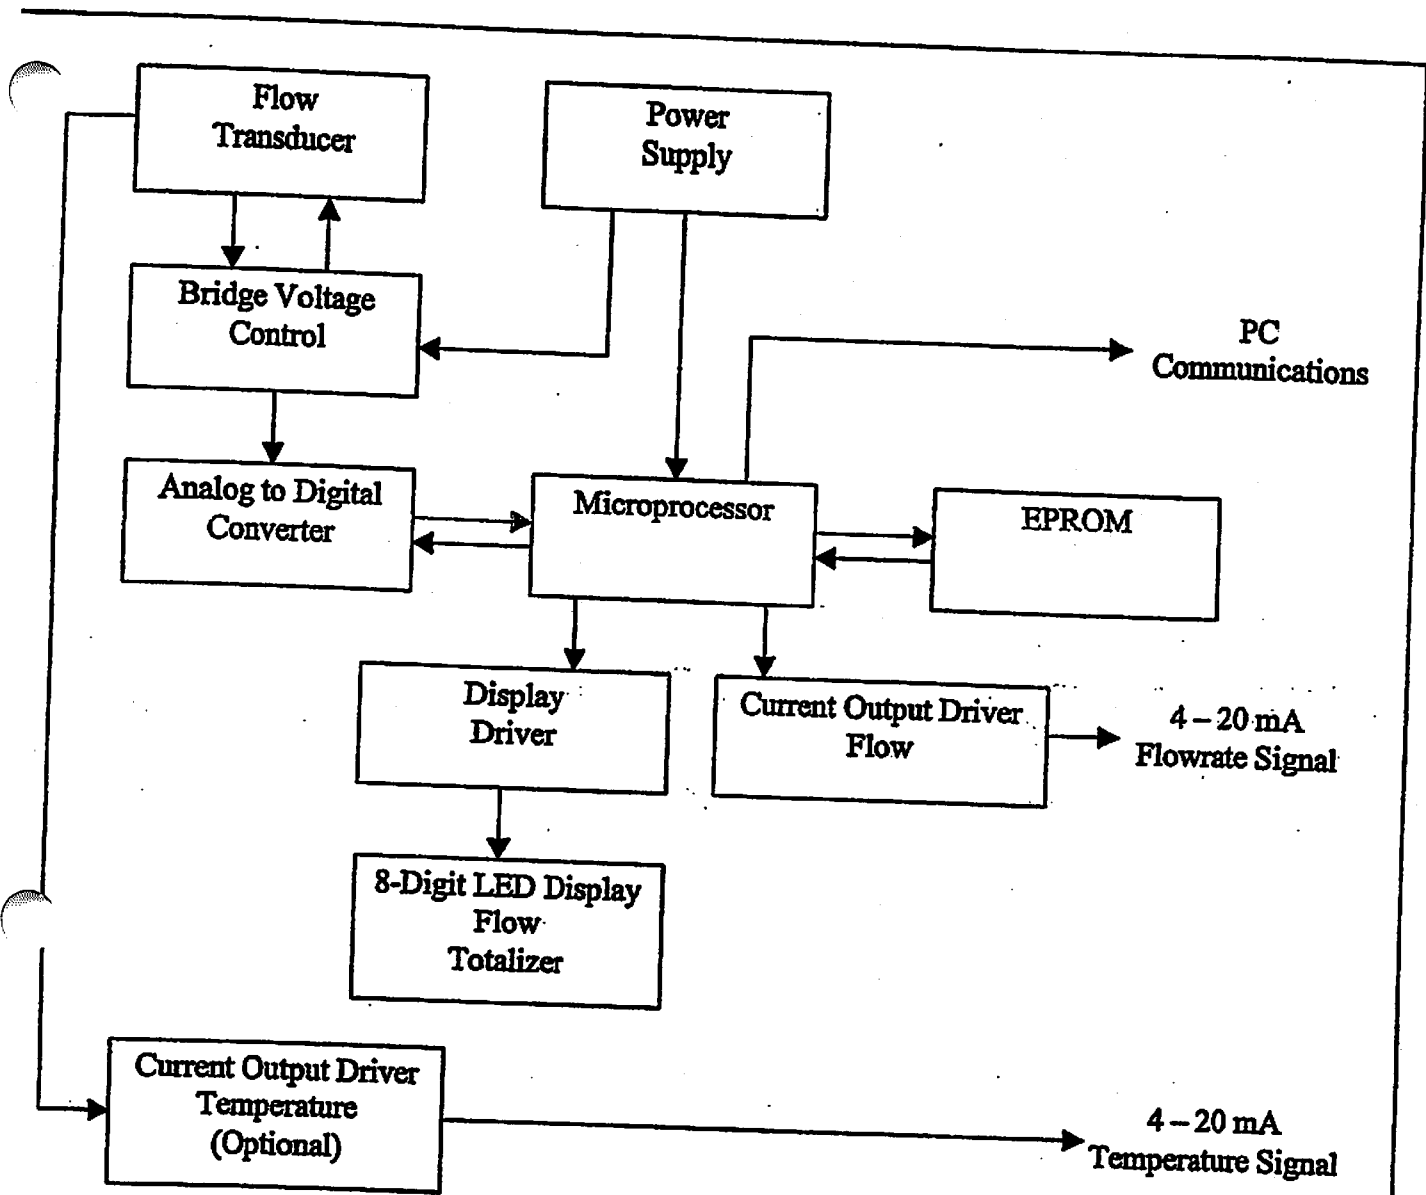 Flow
Transducer
Power
Supply
Bridge Voltage
Control
PC
Communications
Analog to Digital
Converter
Microprocessor
EPROM
Display
Driver
Current Output Driver
Flow
4 – 20 mA
Flowrate Signal
8-Digit LED Display
Flow
Totalizer
Current Output Driver
Temperature
(Optional)
4 – 20 mA
Temperature Signal